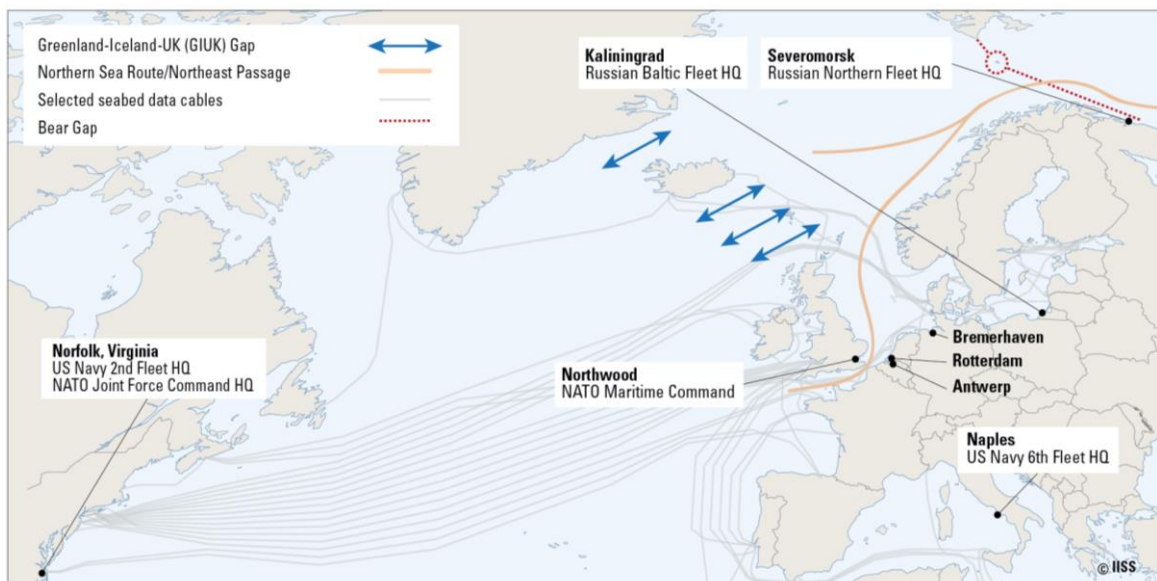 Greenland-Iceland-UK (GIUK) Gap
Northern Sea Route/Northeast Passage
Selected seabed data cables
Bear Gap
Kaliningrad
Russian Baltic Fleet HQ
Severomorsk
Russian Northern Fleet HQ
Norfolk, Virginia
US Navy 2nd Fleet HQ
NATO Joint Force Command HQ
Northwood
NATO Maritime Command
Bremerhaven
Rotterdam
Antwerp
Naples
US Navy 6th Fleet HQ
© IISS